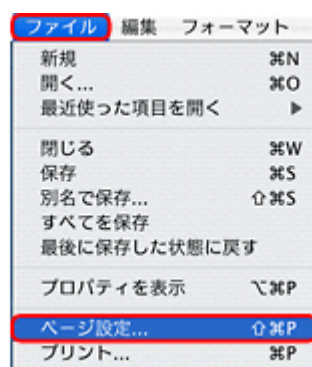 ファイル 編集 フォーマット
新規 ⌘N
開く... ⌘O
最近使った項目を開く ▶
閉じる ⌘W
保存 ⌘S
別名で保存... ⇧⌘S
すべてを保存
最後に保存した状態に戻す
プロパティを表示 ⌥⌘P
ページ設定... ⇧⌘P
プリント... ⌘P